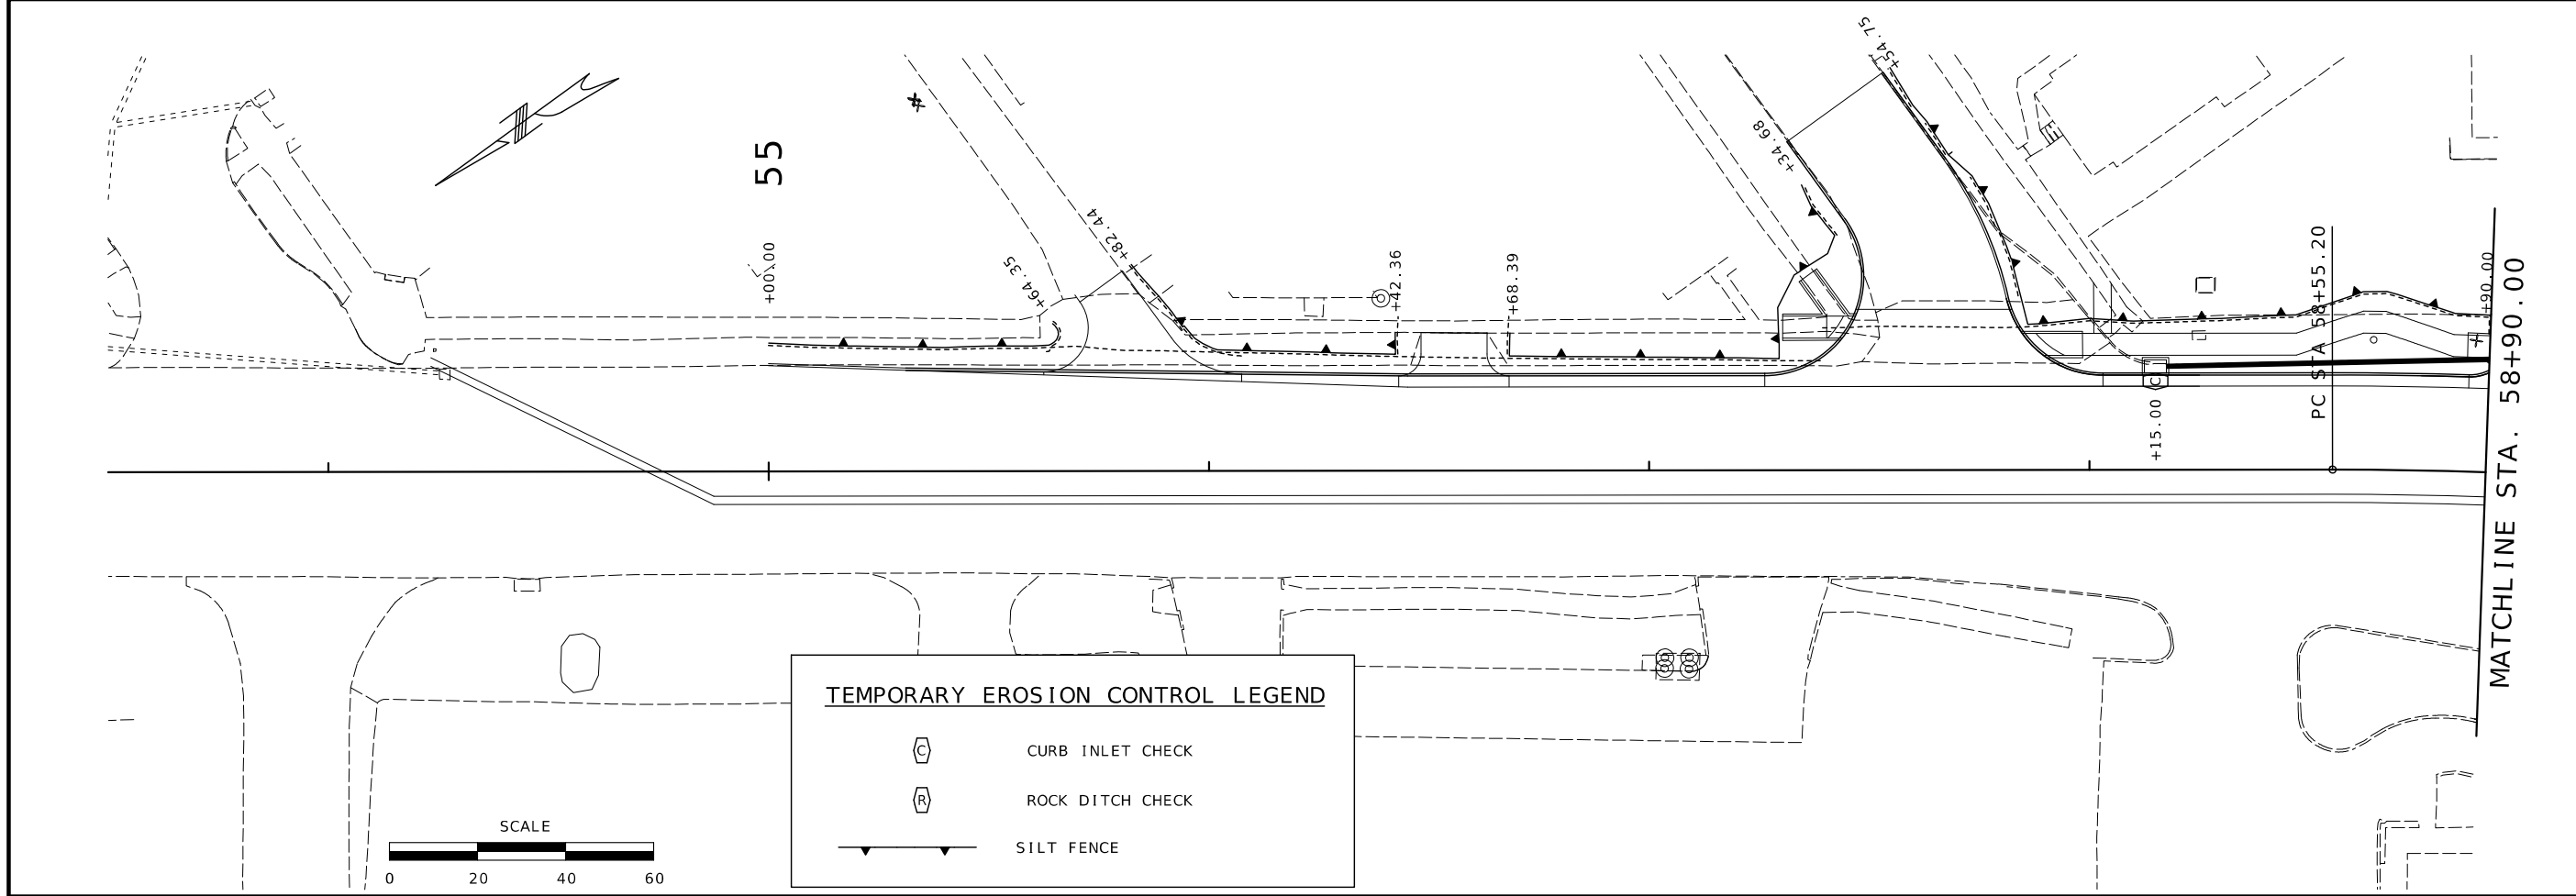 +54.75
+34.68
55
+82.44
+64.35
+00.00
+42.36
+68.39
PC STA 58+55.20
+90.00
MATCHLINE STA. 58+90.00
C
+15.00
TEMPORARY EROSION CONTROL LEGEND
C CURB INLET CHECK
R ROCK DITCH CHECK
SILT FENCE
SCALE
0 20 40 60